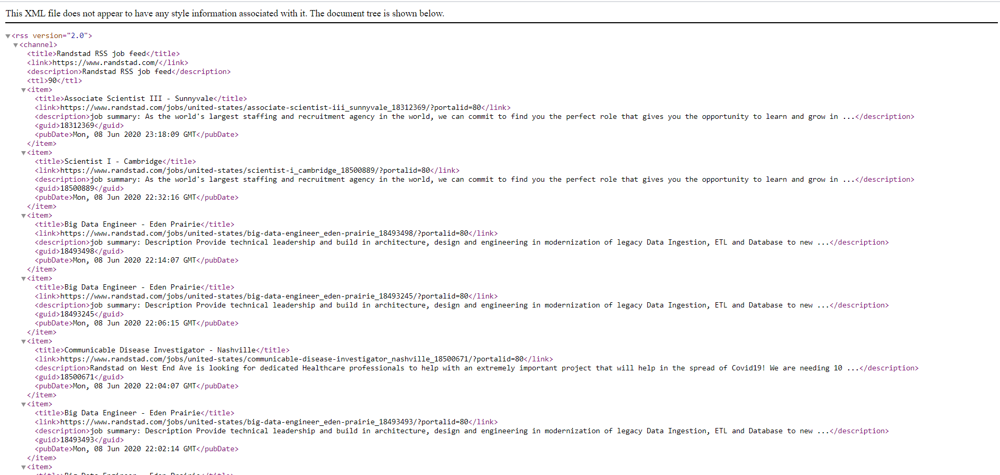 This XML file does not appear to have any style information associated with it. The document tree is shown below.
▼<rss version="2.0">
▼<channel>
<title>Randstad RSS job feed</title>
<link>https://www.randstad.com/</link>
<description>Randstad RSS job feed</description>
<ttl>90</ttl>
▼<item>
<title>Associate Scientist III - Sunnyvale</title>
<link>https://www.randstad.com/jobs/united-states/associate-scientist-iii_sunnyvale_18312369/?portalid=80</link>
<description>job summary: As the world's largest staffing and recruitment agency in the world, we can commit to find you the perfect role that gives you the opportunity to learn and grow in ...</description>
<guid>18312369</guid>
<pubDate>Mon, 08 Jun 2020 23:18:09 GMT</pubDate>
</item>
▼<item>
<title>Scientist I - Cambridge</title>
<link>https://www.randstad.com/jobs/united-states/scientist-i_cambridge_18500889/?portalid=80</link>
<description>job summary: As the world's largest staffing and recruitment agency in the world, we can commit to find you the perfect role that gives you the opportunity to learn and grow in ...</description>
<guid>18500889</guid>
<pubDate>Mon, 08 Jun 2020 22:32:16 GMT</pubDate>
</item>
▼<item>
<title>Big Data Engineer - Eden Prairie</title>
<link>https://www.randstad.com/jobs/united-states/big-data-engineer_eden-prairie_18493498/?portalid=80</link>
<description>job summary: Description Provide technical leadership and build in architecture, design and engineering in modernization of legacy Data Ingestion, ETL and Database to new ...</description>
<guid>18493498</guid>
<pubDate>Mon, 08 Jun 2020 22:14:07 GMT</pubDate>
</item>
▼<item>
<title>Big Data Engineer - Eden Prairie</title>
<link>https://www.randstad.com/jobs/united-states/big-data-engineer_eden-prairie_18493245/?portalid=80</link>
<description>job summary: Description Provide technical leadership and build in architecture, design and engineering in modernization of legacy Data Ingestion, ETL and Database to new ...</description>
<guid>18493245</guid>
<pubDate>Mon, 08 Jun 2020 22:06:15 GMT</pubDate>
</item>
▼<item>
<title>Communicable Disease Investigator - Nashville</title>
<link>https://www.randstad.com/jobs/united-states/communicable-disease-investigator_nashville_18500671/?portalid=80</link>
<description>Randstad on West End Ave is looking for dedicated Healthcare professionals to help with an extremely important project that will help in the spread of Covid19! We are needing 10 ...</description>
<guid>18500671</guid>
<pubDate>Mon, 08 Jun 2020 22:04:07 GMT</pubDate>
</item>
▼<item>
<title>Big Data Engineer - Eden Prairie</title>
<link>https://www.randstad.com/jobs/united-states/big-data-engineer_eden-prairie_18493493/?portalid=80</link>
<description>job summary: Description Provide technical leadership and build in architecture, design and engineering in modernization of legacy Data Ingestion, ETL and Database to new ...</description>
<guid>18493493</guid>
<pubDate>Mon, 08 Jun 2020 22:02:14 GMT</pubDate>
</item>
▼<item>
<title>Big Data Engineer - Eden Prairie</title>